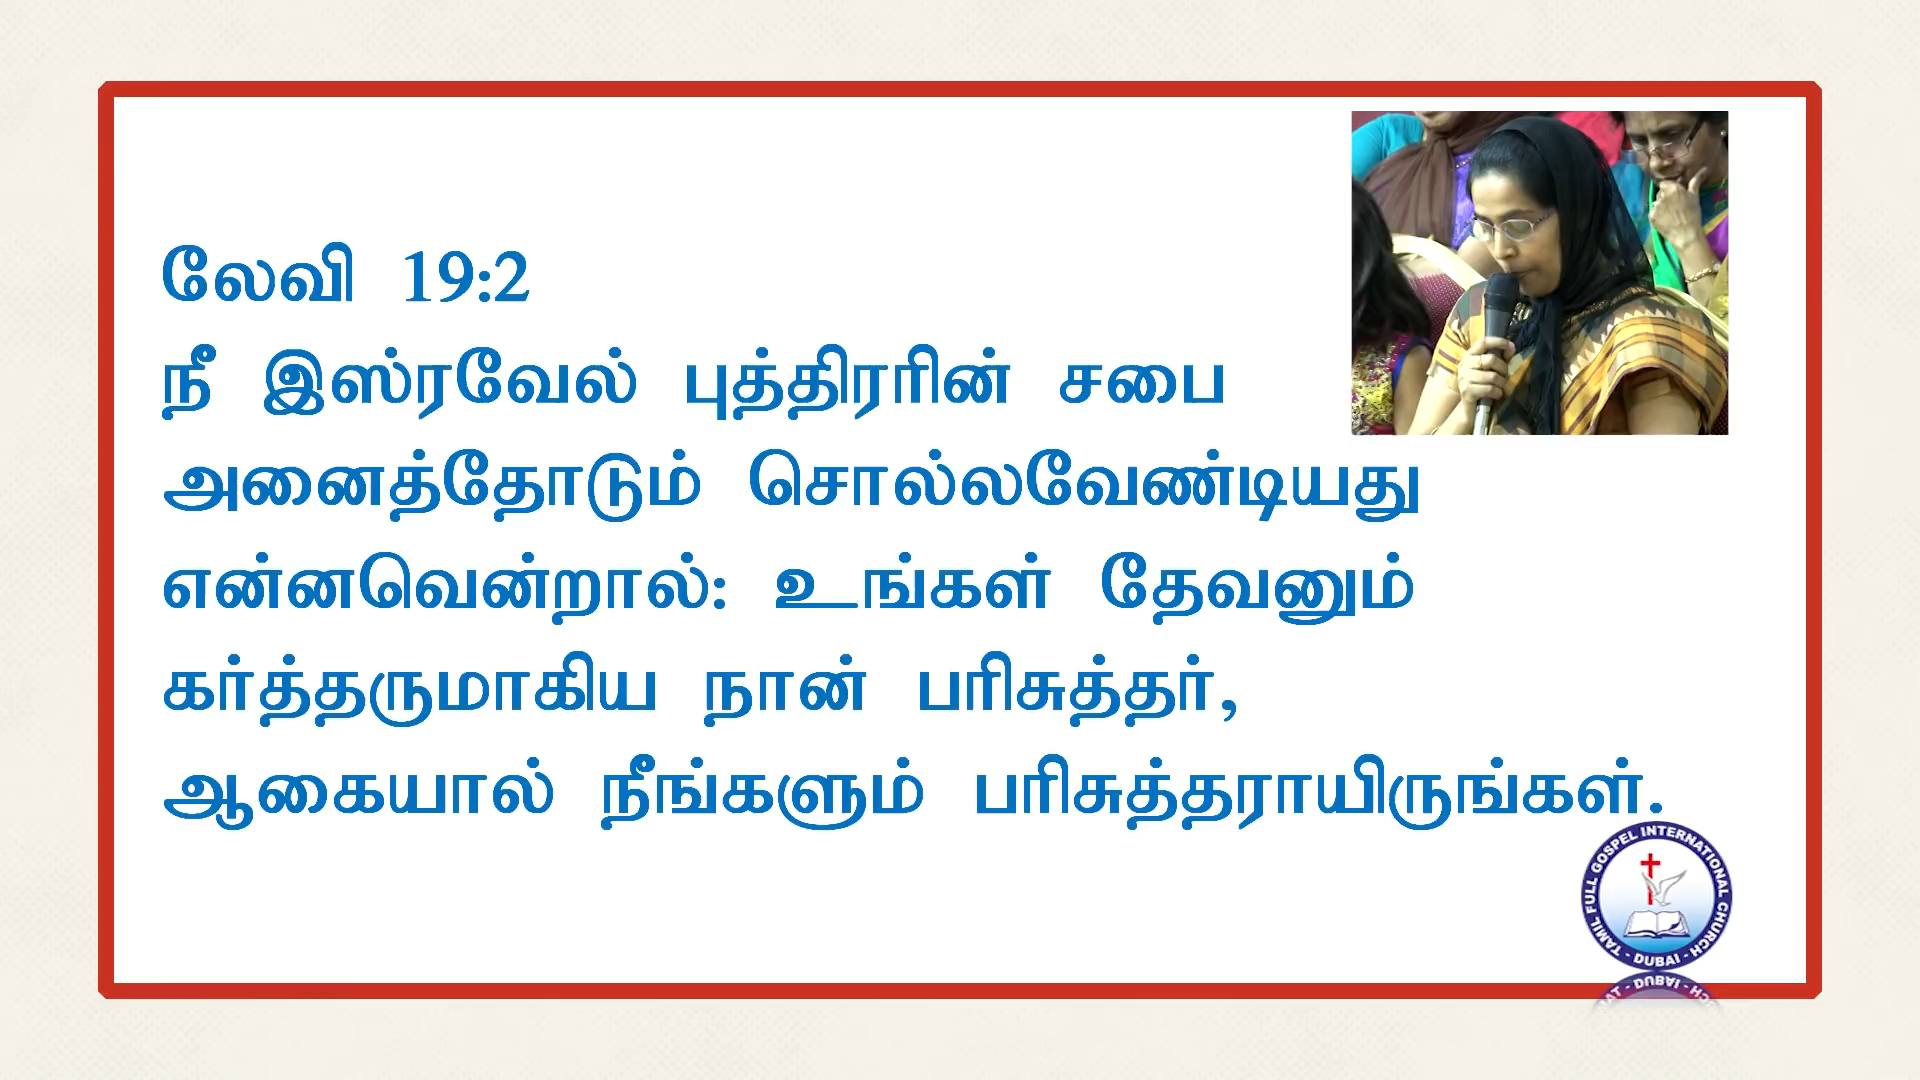 லேவி 19:2
நீ இஸ்ரவேல் புத்திரரின் சபை
அனைத்தோடும் சொல்லவேண்டியது
என்னவென்றால்: உங்கள் தேவனும்
கர்த்தருமாகிய நான் பரிசுத்தர்,
ஆகையால் நீங்களும் பரிசுத்தராயிருங்கள்.
TAMIL FULL GOSPEL INTERNATIONAL CHURCH - DUBAI -